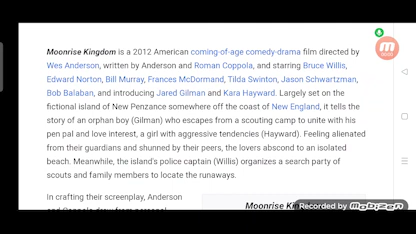 Moonrise Kingdom is a 2012 American coming-of-age comedy-drama film directed by
Wes Anderson, written by Anderson and Roman Coppola, and starring Bruce Willis,
Edward Norton, Bill Murray, Frances McDormand, Tilda Swinton, Jason Schwartzman,
Bob Balaban, and introducing Jared Gilman and Kara Hayward. Largely set on the
fictional island of New Penzance somewhere off the coast of New England, it tells the
story of an orphan boy (Gilman) who escapes from a scouting camp to unite with his
pen pal and love interest, a girl with aggressive tendencies (Hayward). Feeling alienated
from their guardians and shunned by their peers, the lovers abscond to an isolated
beach. Meanwhile, the island's police captain (Willis) organizes a search party of
scouts and family members to locate the runaways.
In crafting their screenplay, Anderson
Moonrise
Recorded by MOBIZEN